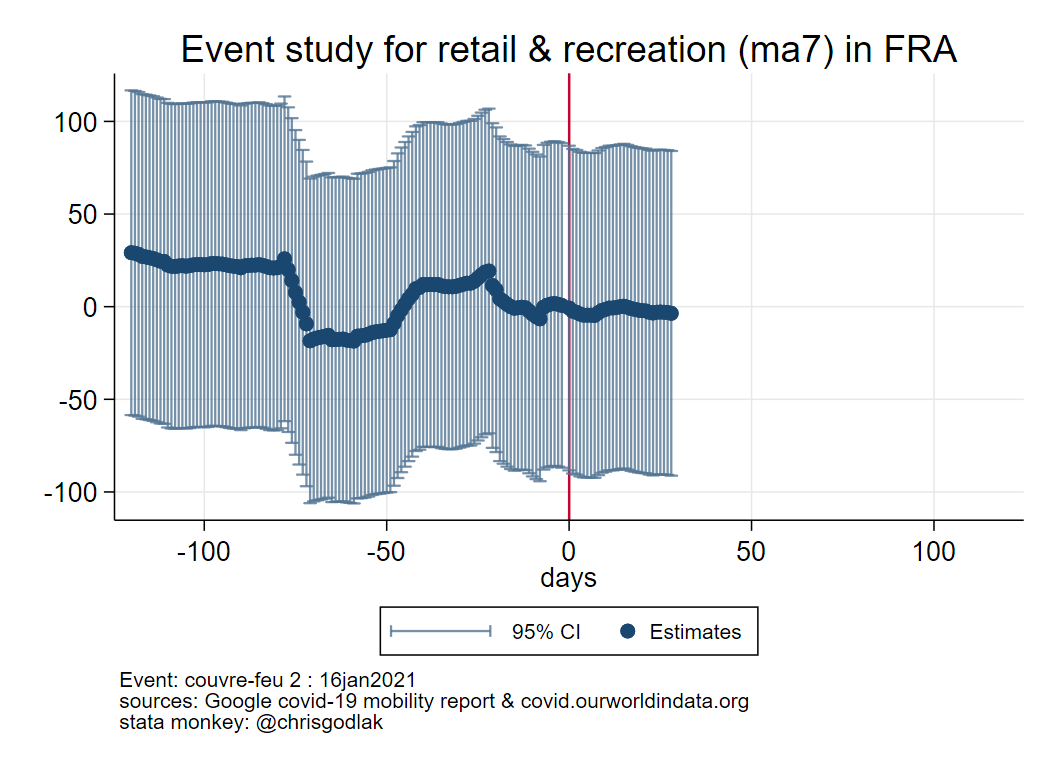 Event study for retail & recreation (ma7) in FRA
100
50
0
-50
-100
-100 -50 0 50 100
days
95% CI Estimates
Event: couvre-feu 2 : 16jan2021
sources: Google covid-19 mobility report & covid.ourworldindata.org
stata monkey: @chrisgodlak